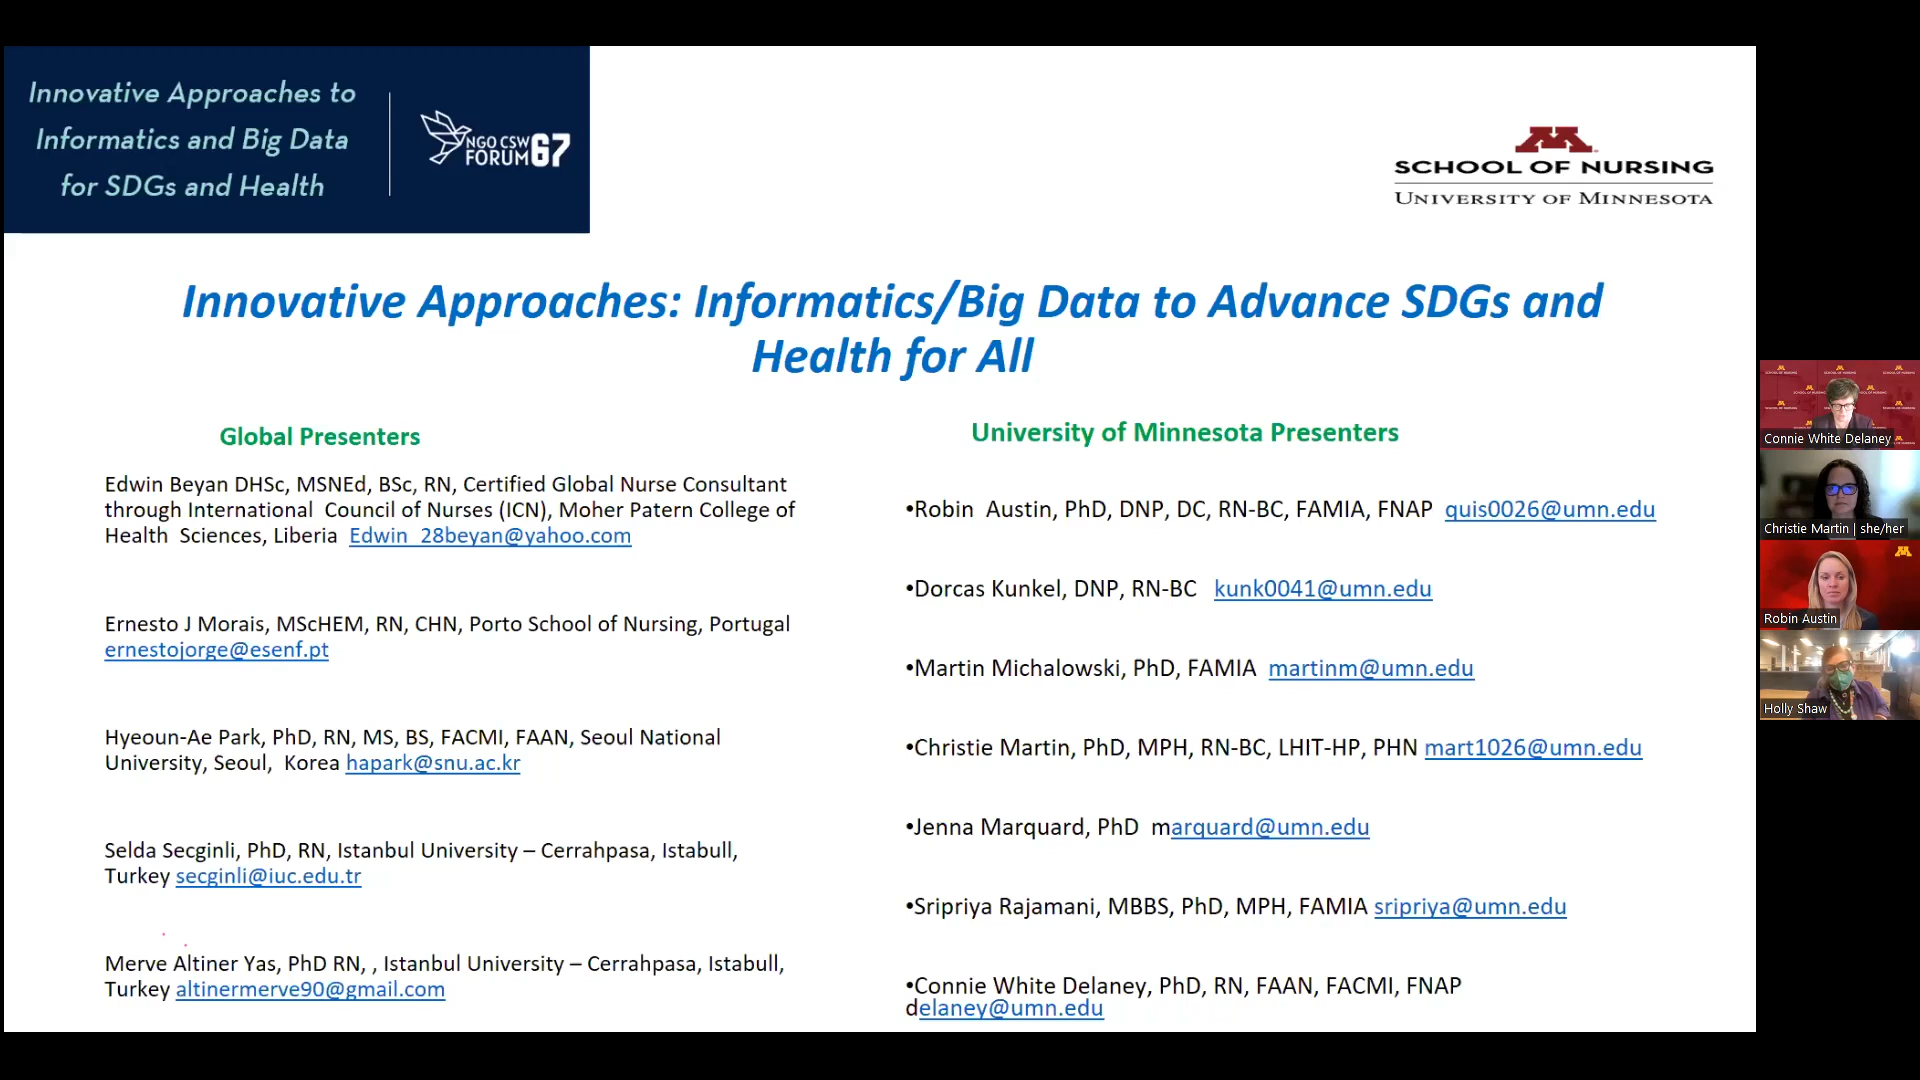 Innovative Approaches to
Informatics and Big Data
for SDGs and Health
NGO CSW
FORUM 67
M
SCHOOL OF NURSING
UNIVERSITY OF MINNESOTA
Innovative Approaches: Informatics/Big Data to Advance SDGs and
Health for All
Global Presenters
Edwin Beyan DHSc, MSNEd, BSc, RN, Certified Global Nurse Consultant
through International Council of Nurses (ICN), Moher Patern College of
Health Sciences, Liberia Edwin_28beyan@yahoo.com
Ernesto J Morais, MScHEM, RN, CHN, Porto School of Nursing, Portugal
ernestojorge@esenf.pt
Hyeoun-Ae Park, PhD, RN, MS, BS, FACMI, FAAN, Seoul National
University, Seoul, Korea hapark@snu.ac.kr
Selda Secginli, PhD, RN, Istanbul University – Cerrahpasa, Istabull,
Turkey secginli@iuc.edu.tr
Merve Altiner Yas, PhD RN, , Istanbul University – Cerrahpasa, Istabull,
Turkey altinermerve90@gmail.com
University of Minnesota Presenters
•Robin Austin, PhD, DNP, DC, RN-BC, FAMIA, FNAP quis0026@umn.edu
•Dorcas Kunkel, DNP, RN-BC kunk0041@umn.edu
•Martin Michalowski, PhD, FAMIA martinm@umn.edu
•Christie Martin, PhD, MPH, RN-BC, LHIT-HP, PHN mart1026@umn.edu
•Jenna Marquard, PhD marquard@umn.edu
•Sripriya Rajamani, MBBS, PhD, MPH, FAMIA sripriya@umn.edu
•Connie White Delaney, PhD, RN, FAAN, FACMI, FNAP
delaney@umn.edu
Connie White Delaney
Christie Martin | she/her
Robin Austin
Holly Shaw